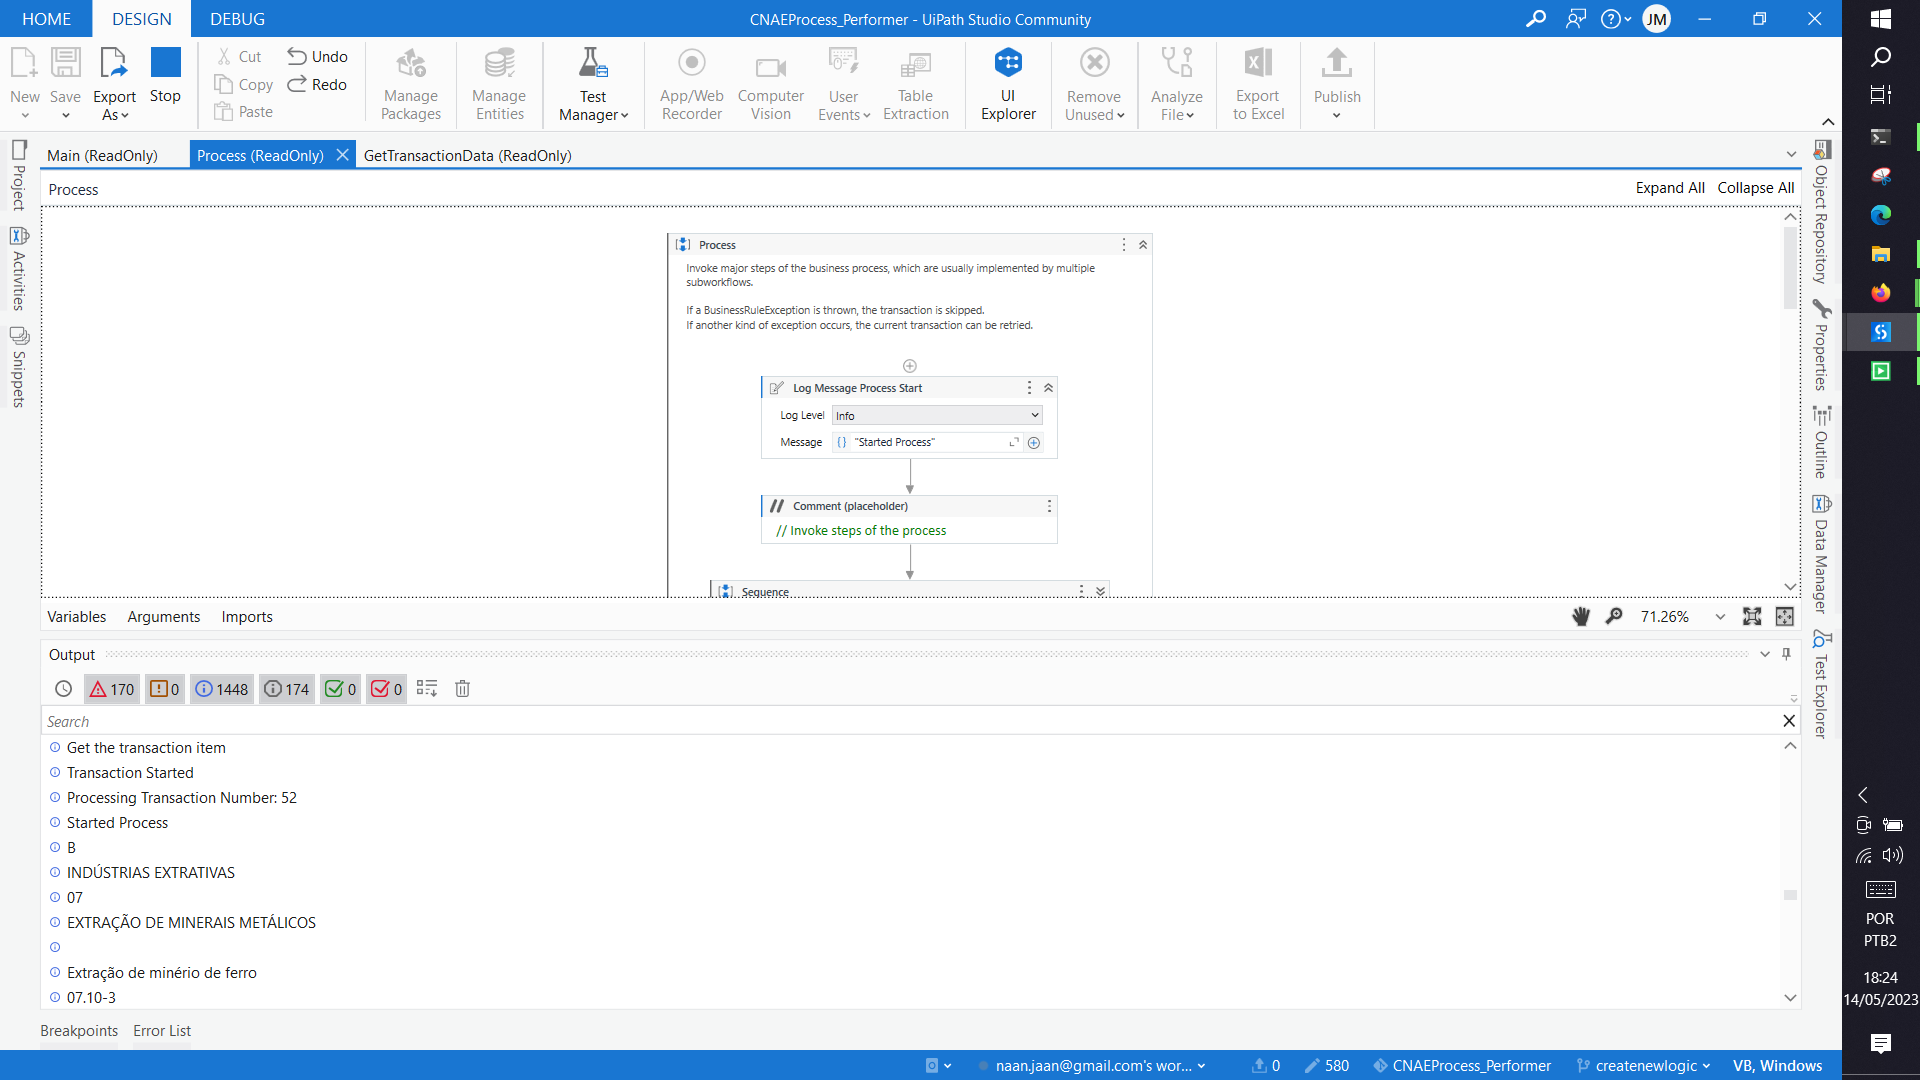 HOME DESIGN DEBUG
CNAEProcess_Performer - UiPath Studio Community
JM
New
Save
Export As
Stop
Cut
Copy
Paste
Undo
Redo
Manage Packages
Manage Entities
Test Manager
App/Web Recorder
Computer Vision
User Events
Table Extraction
UI Explorer
Remove Unused
Analyze File
Export to Excel
Publish
Main (ReadOnly)
Process (ReadOnly)
GetTransactionData (ReadOnly)
Process
Expand All Collapse All
Project
Activities
Snippets
Process
Invoke major steps of the business process, which are usually implemented by multiple
subworkflows.
If a BusinessRuleException is thrown, the transaction is skipped.
If another kind of exception occurs, the current transaction can be retried.
Log Message Process Start
Log Level Info
Message "Started Process"
Comment (placeholder)
// Invoke steps of the process
Sequence
Object Repository
Properties
Outline
Data Manager
Test Explorer
Variables Arguments Imports
71.26%
Output
170 0 1448 174 0 0
Search
Get the transaction item
Transaction Started
Processing Transaction Number: 52
Started Process
B
INDÚSTRIAS EXTRATIVAS
07
EXTRAÇÃO DE MINERAIS METÁLICOS
Extração de minério de ferro
07.10-3
Breakpoints Error List
naan.jaan@gmail.com's wor...
0
580
CNAEProcess_Performer
createnewlogic
VB, Windows
POR
PTB2
18:24
14/05/2023